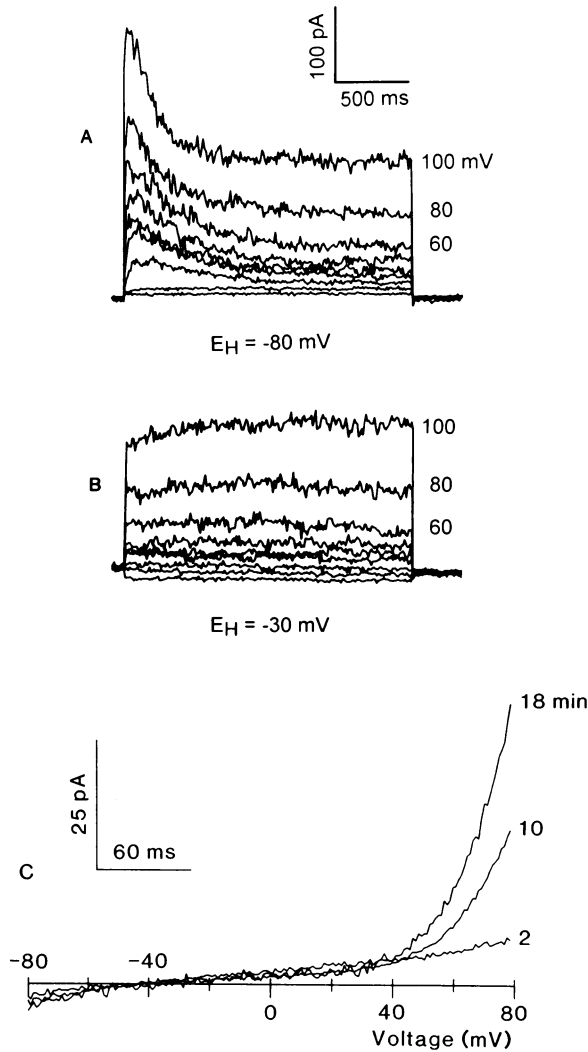 100 pA
500 ms
A
100 mV
80
60
E_H = -80 mV
100
B
80
60
E_H = -30 mV
18 min
25 pA
60 ms
10
C
2
−80 −40
0 40 80
Voltage (mV)